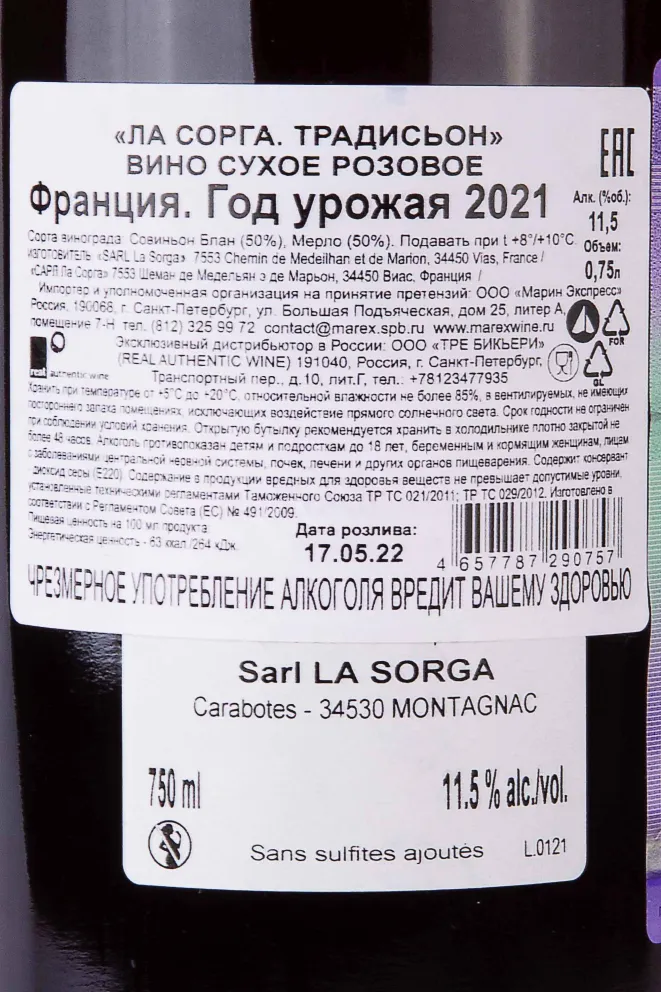 «ЛА СОРГА. ТРАДИСЬОН»
ВИНО СУХОЕ РОЗОВОЕ
EAC
Франция. Год урожая 2021
Алк. (%об.):
11,5
Объем:
0,75л
Сорта винограда: Совиньон Блан (50%), Мерло (50%). Подавать при t +8°/+10°C
изготовитель «SARL La Sorga» 7553 Chemin de Medeilhan et de Marion, 34450 Vias, France /
«САРЛ Ла Сорга» 7553 Шеман де Медельян э де Марьон, 34450 Виас, Франция /
Импортер и уполномоченная организация на принятие претензий: ООО «Марин Экспресс»
Россия, 190068, г. Санкт-Петербург, ул. Большая Подъяческая, дом 25, литер А,
помещение 7-Н тел. (812) 325 99 72 contact@marex.spb.ru www.marexwine.ru
FOR
Эксклюзивный дистрибьютор в России: ООО «ТРЕ БИКЬЕРИ»
(REAL AUTHENTIC WINE) 191040, Россия, г. Санкт-Петербург,
real authentic wine
Транспортный пер., д.10, лит.Г, тел.: +78123477935
GL
Хранить при температуре от +5°C до +20°C, относительной влажности не более 85%, в вентилируемых, не имеющих
постороннего запаха помещениях, исключающих воздействие прямого солнечного света. Срок годности не ограничен
при соблюдении условий хранения. Открытую бутылку рекомендуется хранить в холодильнике плотно закрытой не
более 48 часов. Алкоголь противопоказан детям и подросткам до 18 лет, беременным и кормящим женщинам, лицам
с заболеваниями центральной нервной системы, почек, печени и других органов пищеварения. Содержит консервант
диоксид серы (E220). Содержание в продукции вредных для здоровья веществ не превышает допустимые уровни,
установленные техническими регламентами Таможенного Союза ТР ТС 021/2011; ТР ТС 029/2012. Изготовлено в
соответствии с Регламентом Совета (ЕС) № 491/2009.
Пищевая ценность на 100 мл продукта:
Энергетическая ценность - 63 ккал/264 кДж.
Дата розлива:
17.05.22
4 657787 290757
ЧРЕЗМЕРНОЕ УПОТРЕБЛЕНИЕ АЛКОГОЛЯ ВРЕДИТ ВАШЕМУ ЗДОРОВЬЮ
Sarl LA SORGA
Carabotes - 34530 MONTAGNAC
750 ml
11.5 % alc./vol.
Sans sulfites ajoutés
L.0121